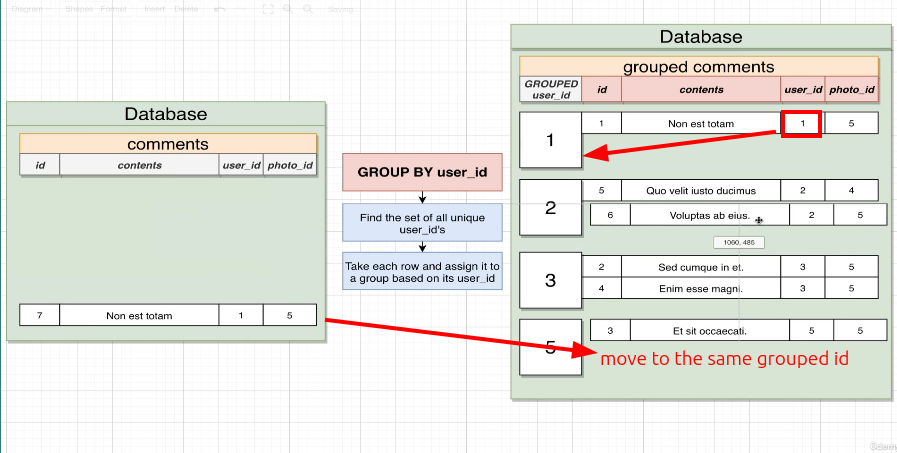 Diagram
Shapes
Format
Insert
Delete
Saving...
Database
comments
id contents user_id photo_id
7 Non est totam 1 5
GROUP BY user_id
Find the set of all unique
user_id's
Take each row and assign it to
a group based on its user_id
Database
grouped comments
GROUPED
user_id
id contents user_id photo_id
1
1 Non est totam 1 5
2
5 Quo velit iusto ducimus 2 4
6 Voluptas ab eius. 2 5
1060, 485
3
2 Sed cumque in et. 3 5
4 Enim esse magni. 3 5
5
3 Et sit occaecati. 5 5
move to the same grouped id